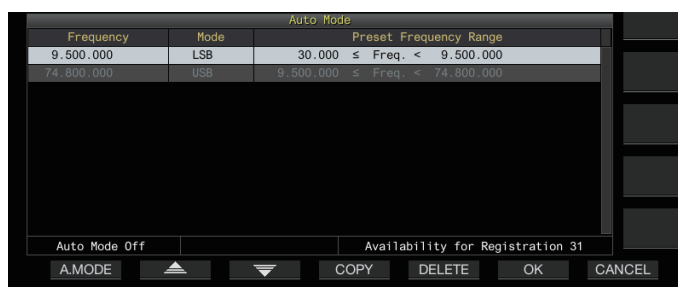 Auto Mode
Frequency Mode Preset Frequency Range
9.500.000 LSB 30.000 ≤ Freq. < 9.500.000
74.800.000 USB 9.500.000 ≤ Freq. < 74.800.000
Auto Mode Off Availability for Registration 31
A.MODE COPY DELETE OK CANCEL